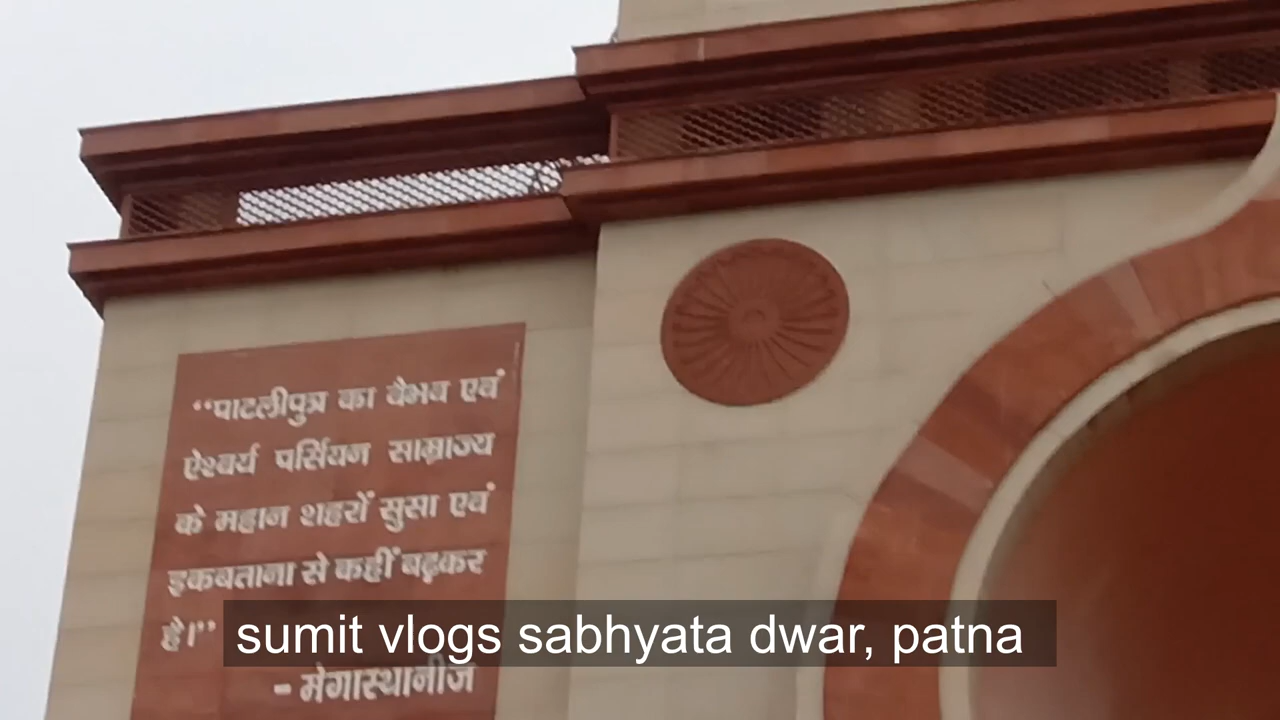 “पाटलीपुत्र का वैभव एवं
ऐश्वर्य पर्सियन साम्राज्य
के महान शहरों सुसा एवं
इकबताना से कहीं बढ़कर
है।”
- मेगास्थानीज
sumit vlogs sabhyata dwar, patna